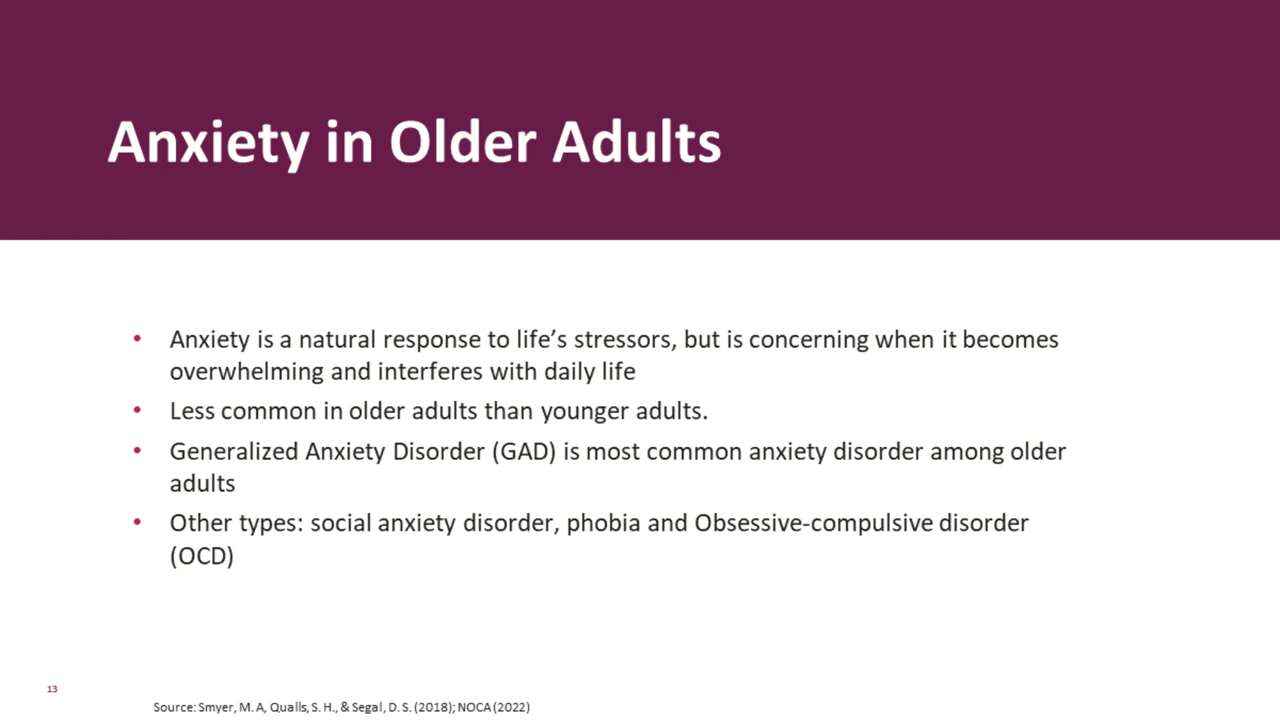 Anxiety in Older Adults
• Anxiety is a natural response to life’s stressors, but is concerning when it becomes
overwhelming and interferes with daily life
• Less common in older adults than younger adults.
• Generalized Anxiety Disorder (GAD) is most common anxiety disorder among older
adults
• Other types: social anxiety disorder, phobia and Obsessive-compulsive disorder
(OCD)
13
Source: Smyer, M. A, Qualls, S. H., & Segal, D. S. (2018); NOCA (2022)